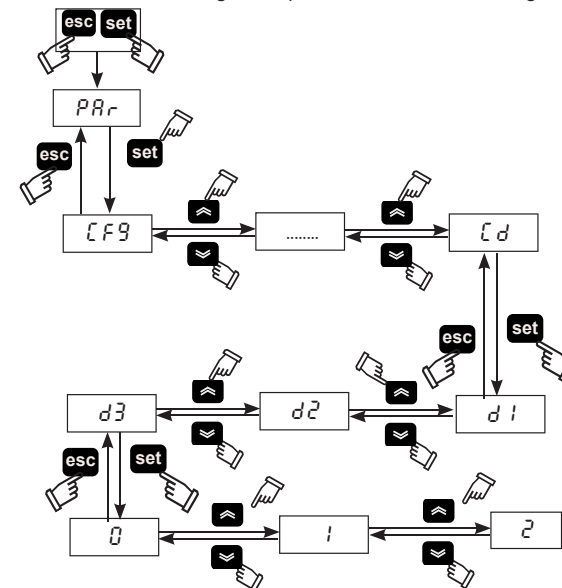 esc set
PAr
esc set
CF9 ........ Cd
esc set
d3 d2 d1
esc set
0 1 2